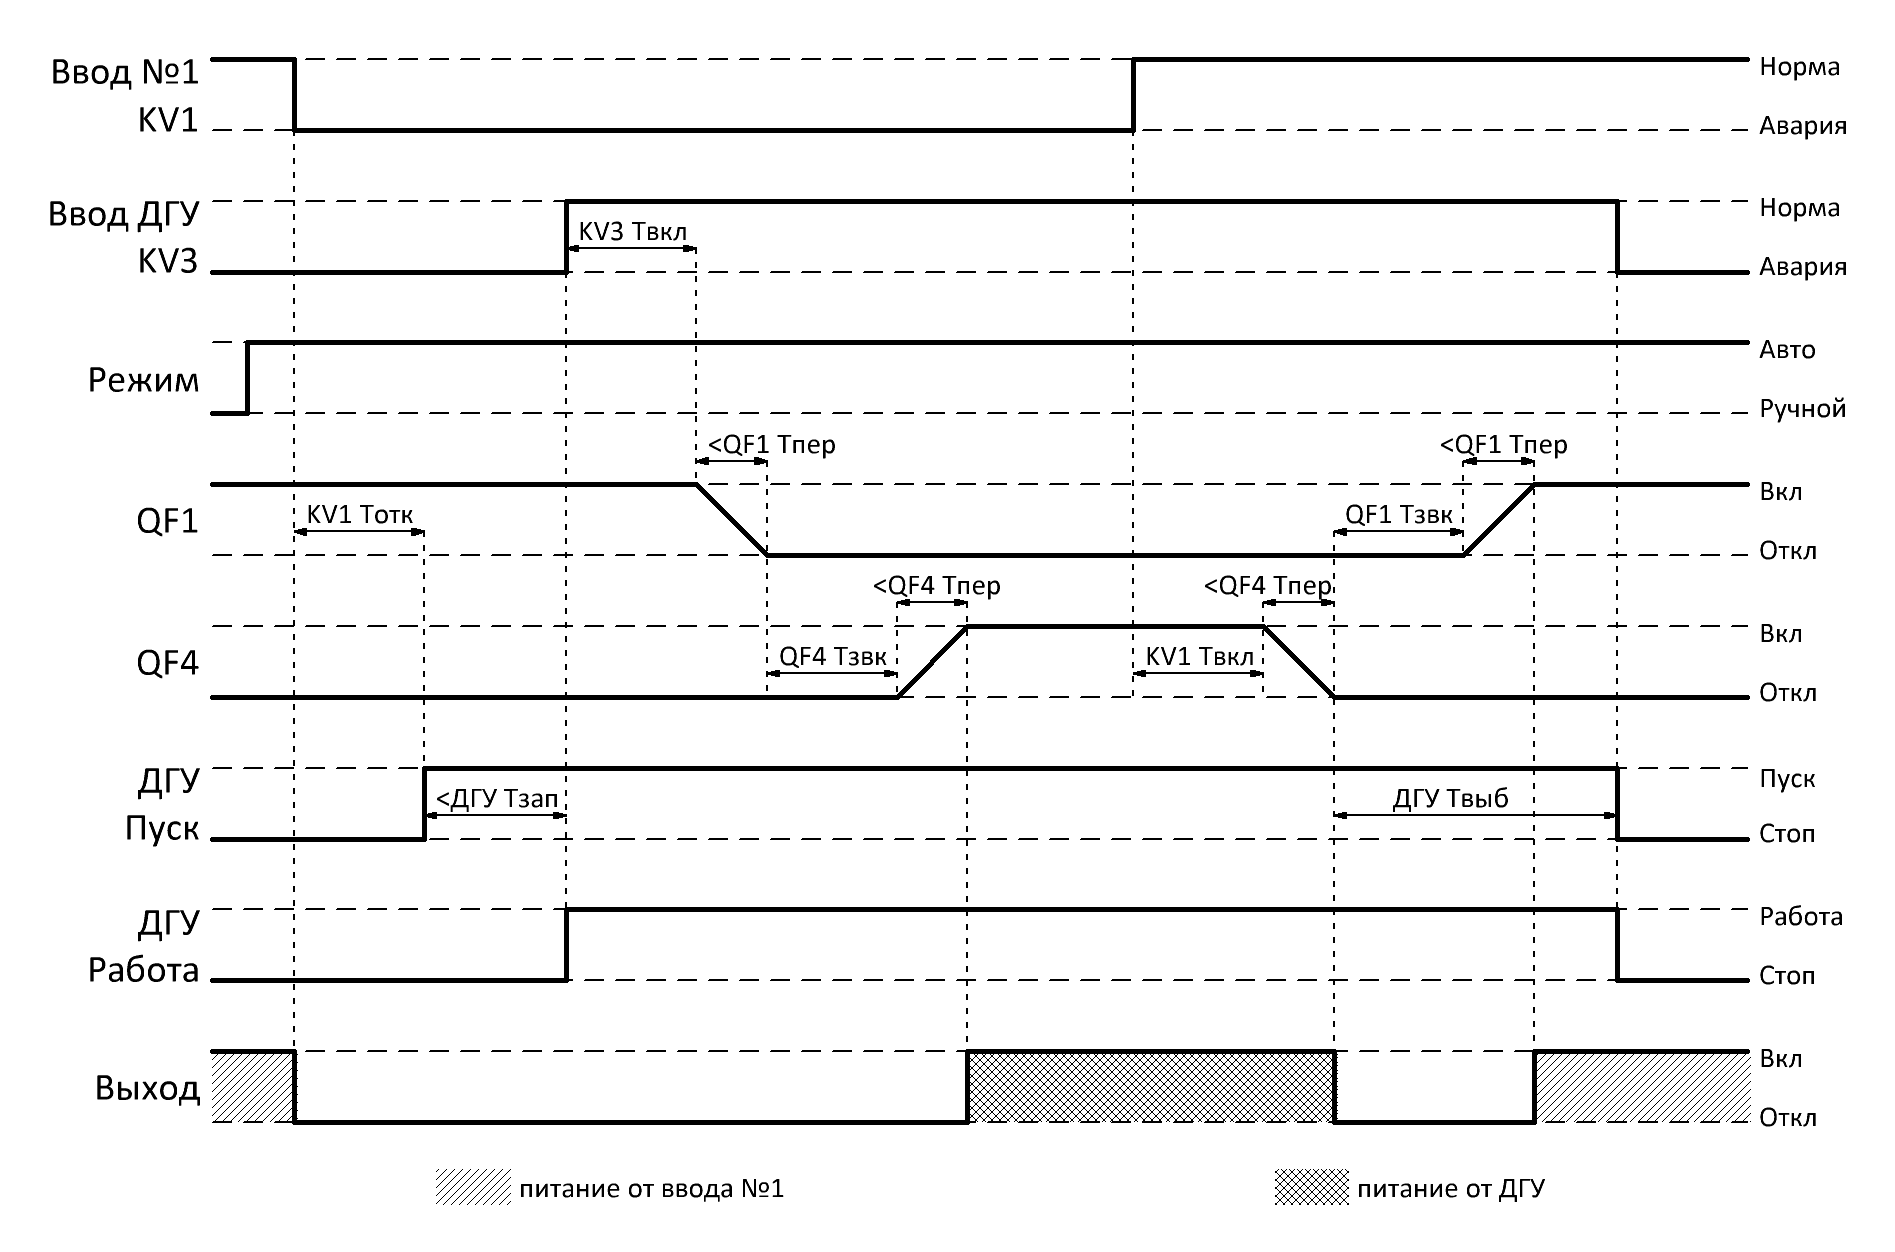 Ввод №1
KV1
Норма
Авария
Ввод ДГУ
KV3
KV3 Твкл
Норма
Авария
Режим
Авто
Ручной
<QF1 Тпер
<QF1 Тпер
QF1
KV1 Тотк
QF1 Тзвк
Вкл
Откл
<QF4 Тпер
<QF4 Тпер
QF4
QF4 Тзвк
KV1 Твкл
Вкл
Откл
ДГУ
Пуск
<ДГУ Тзап
ДГУ Твыб
Пуск
Стоп
ДГУ
Работа
Работа
Стоп
Выход
Вкл
Откл
питание от ввода №1
питание от ДГУ